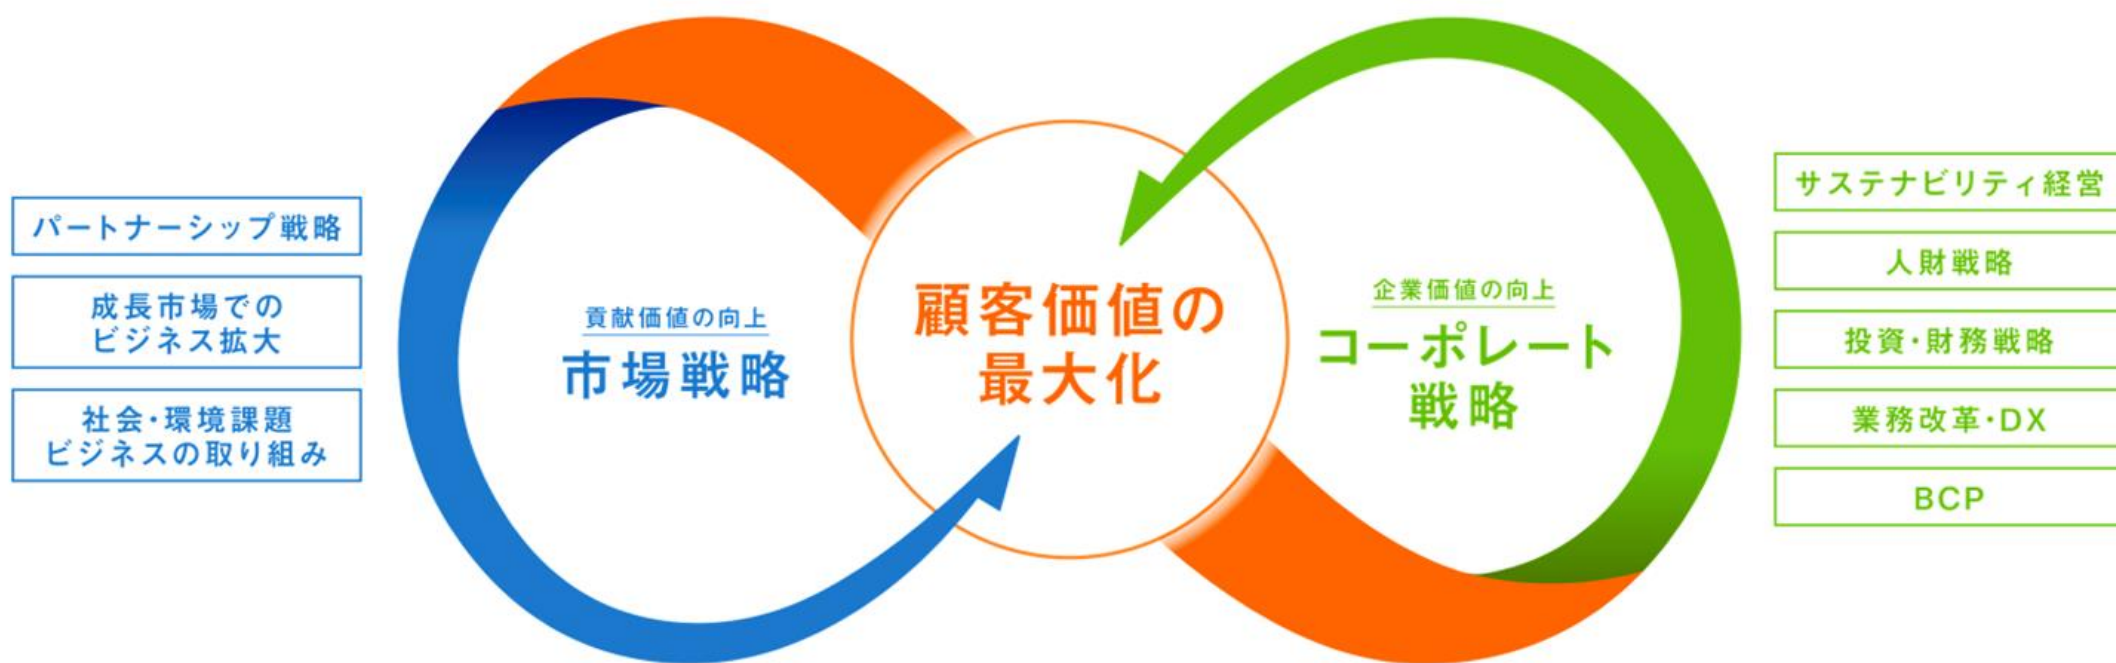 パートナーシップ戦略
成長市場での
ビジネス拡大
社会・環境課題
ビジネスの取り組み
貢献価値の向上
市場戦略
顧客価値の
最大化
企業価値の向上
コーポレート
戦略
サステナビリティ経営
人財戦略
投資・財務戦略
業務改革・DX
BCP